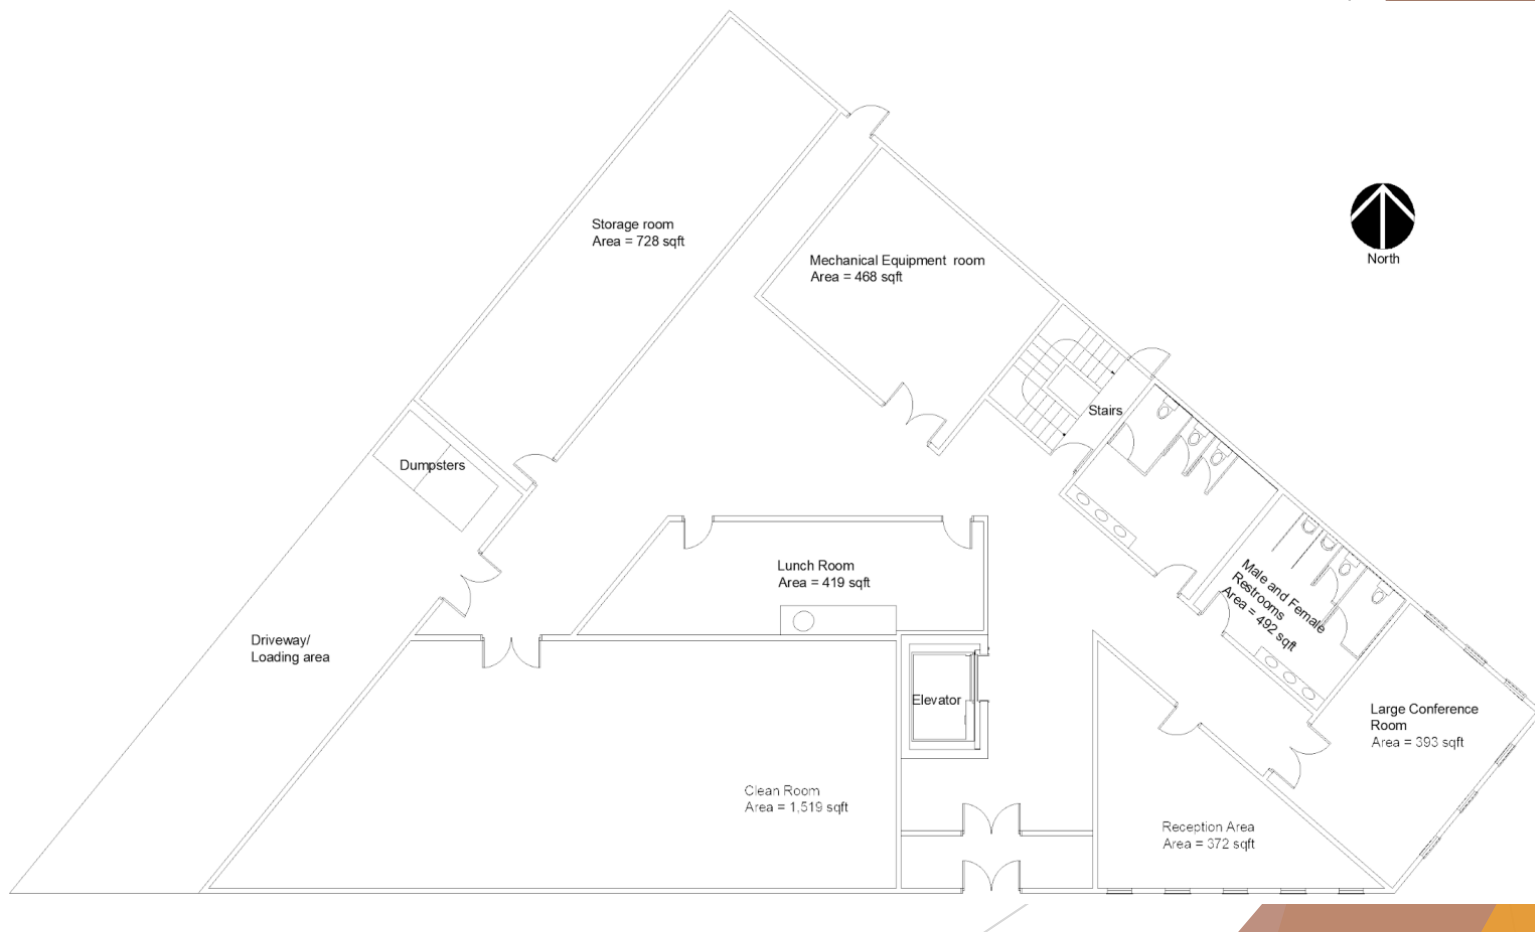 Storage room
Area = 728 sqft
Mechanical Equipment room
Area = 468 sqft
North
Stairs
Dumpsters
Lunch Room
Area = 419 sqft
Male and Female
Restrooms
Area = 492 sqft
Driveway/
Loading area
Elevator
Large Conference
Room
Area = 393 sqft
Clean Room
Area = 1,519 sqft
Reception Area
Area = 372 sqft